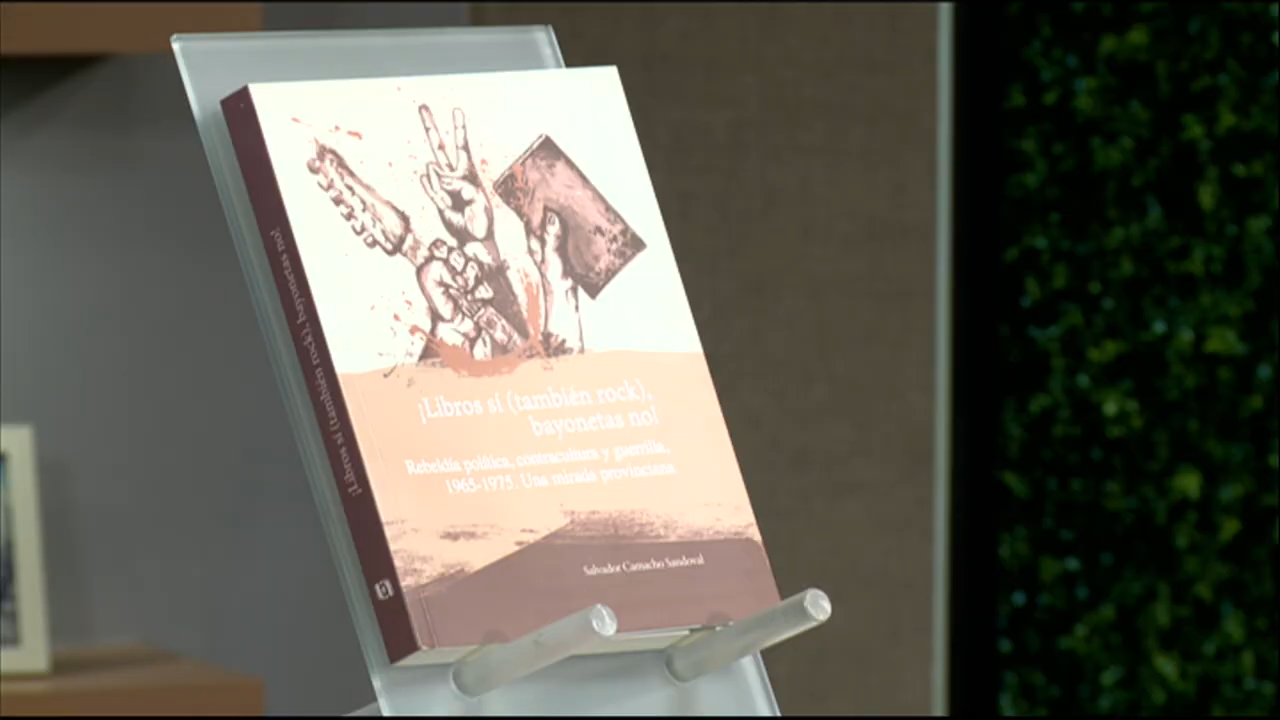 ¡Libros sí (también rock),
bayonetas no!
Rebeldía política, contracultura y guerrilla,
1965-1975. Una mirada provinciana
Salvador Camacho Sandoval
¡Libros sí (también rock), bayonetas no!